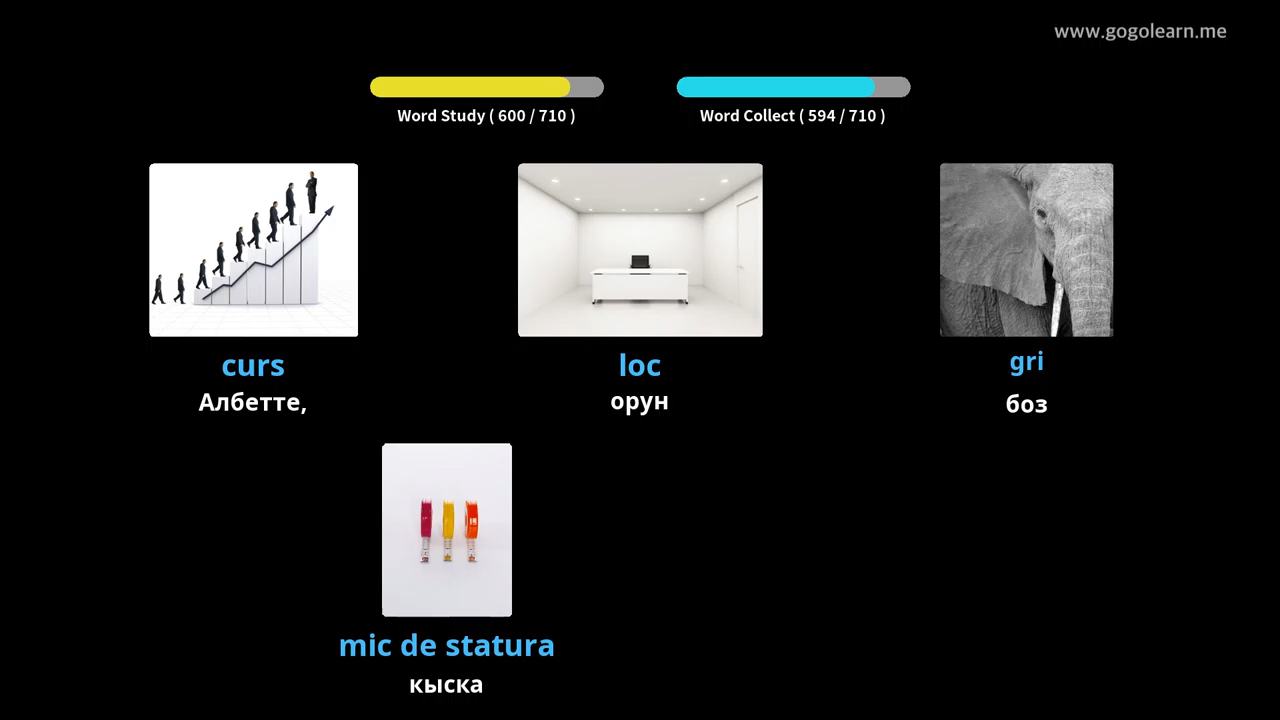 www.gogolearn.me
Word Study ( 600 / 710 )
Word Collect ( 594 / 710 )
curs
Албетте,
loc
орун
gri
боз
mic de statura
кыска